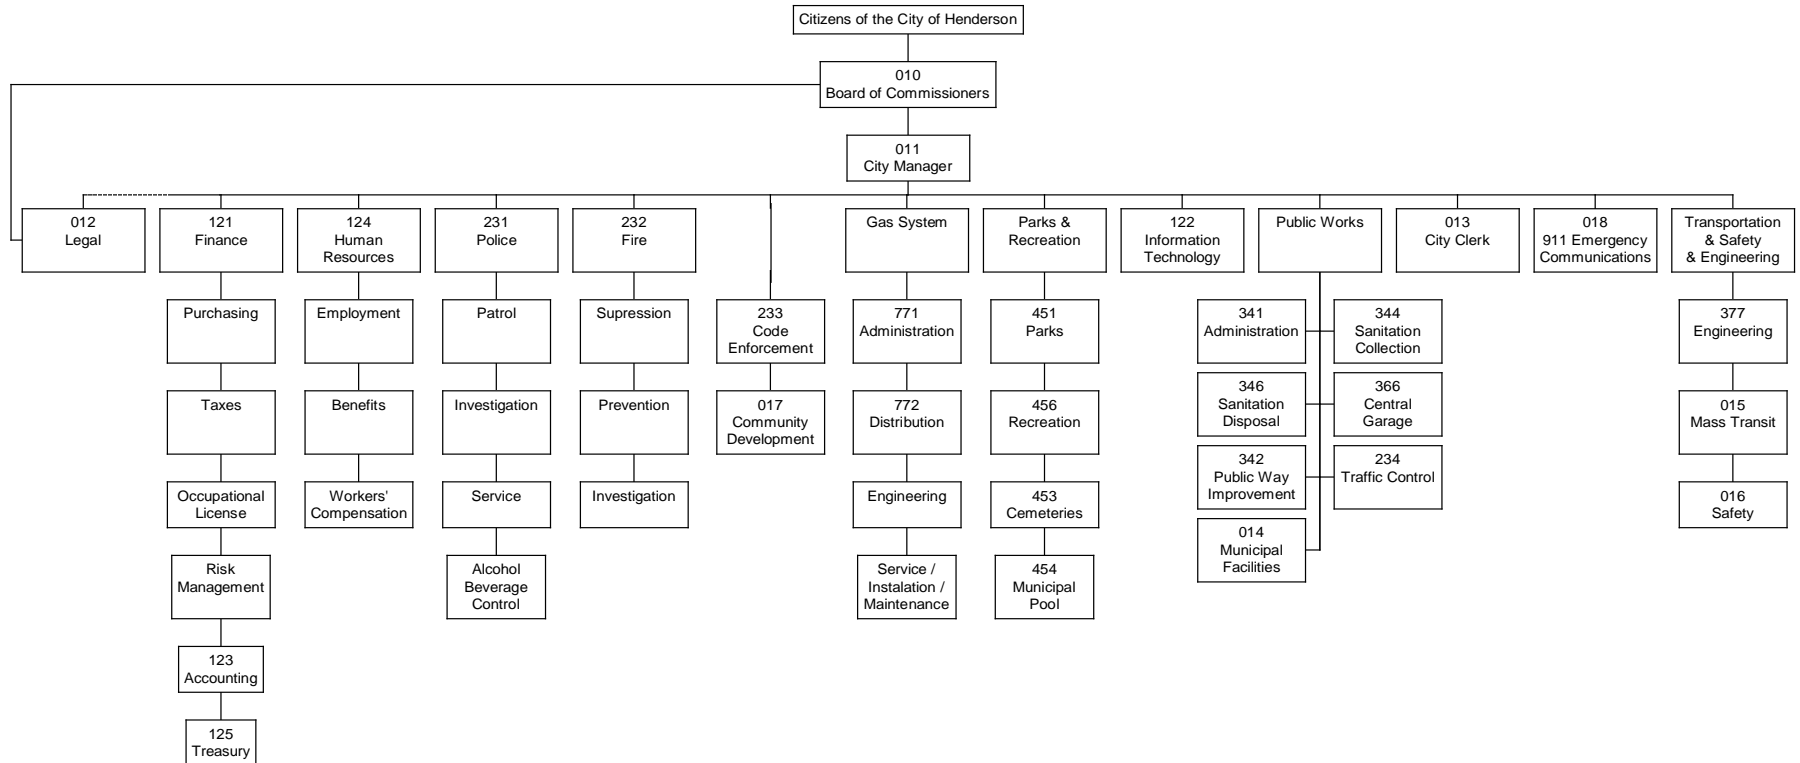 Citizens of the City of Henderson
010
Board of Commissioners
011
City Manager
012
Legal
121
Finance
124
Human
Resources
231
Police
232
Fire
Gas System
Parks &
Recreation
122
Information
Technology
Public Works
013
City Clerk
018
911 Emergency
Communications
Transportation
& Safety
& Engineering
Purchasing
Employment
Patrol
Supression
233
Code
Enforcement
771
Administration
451
Parks
341
Administration
344
Sanitation
Collection
377
Engineering
Taxes
Benefits
Investigation
Prevention
017
Community
Development
772
Distribution
456
Recreation
346
Sanitation
Disposal
366
Central
Garage
015
Mass Transit
342
Public Way
Improvement
234
Traffic Control
Occupational
License
Workers'
Compensation
Service
Investigation
Engineering
453
Cemeteries
016
Safety
014
Municipal
Facilities
Risk
Management
Alcohol
Beverage
Control
Service /
Instalation /
Maintenance
454
Municipal
Pool
123
Accounting
125
Treasury